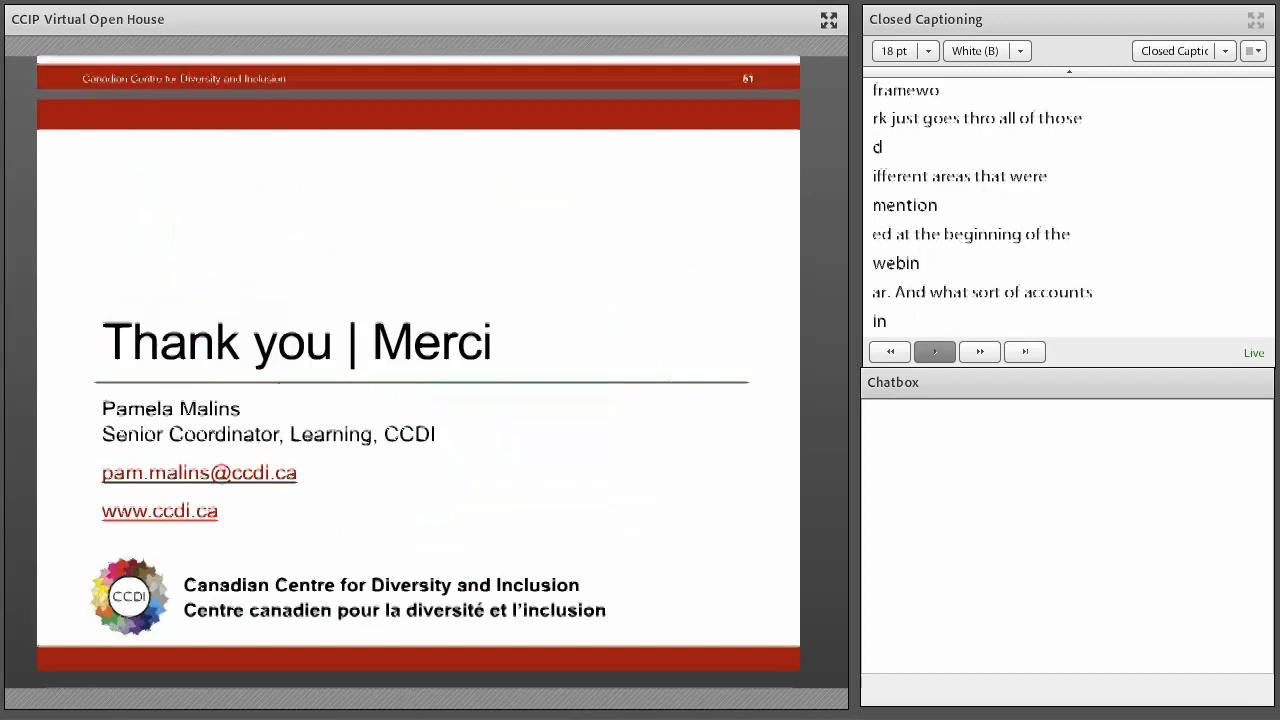 CCIP Virtual Open House
Canadian Centre for Diversity and Inclusion
61
Thank you | Merci
Pamela Malins
Senior Coordinator, Learning, CCDI
pam.malins@ccdi.ca
www.ccdi.ca
CCDI
Canadian Centre for Diversity and Inclusion
Centre canadien pour la diversité et l'inclusion
Closed Captioning
18 pt
White (B)
Closed Captic
framewo
rk just goes thro all of those
d
ifferent areas that were
mention
ed at the beginning of the
webin
ar. And what sort of accounts
in
Live
Chatbox